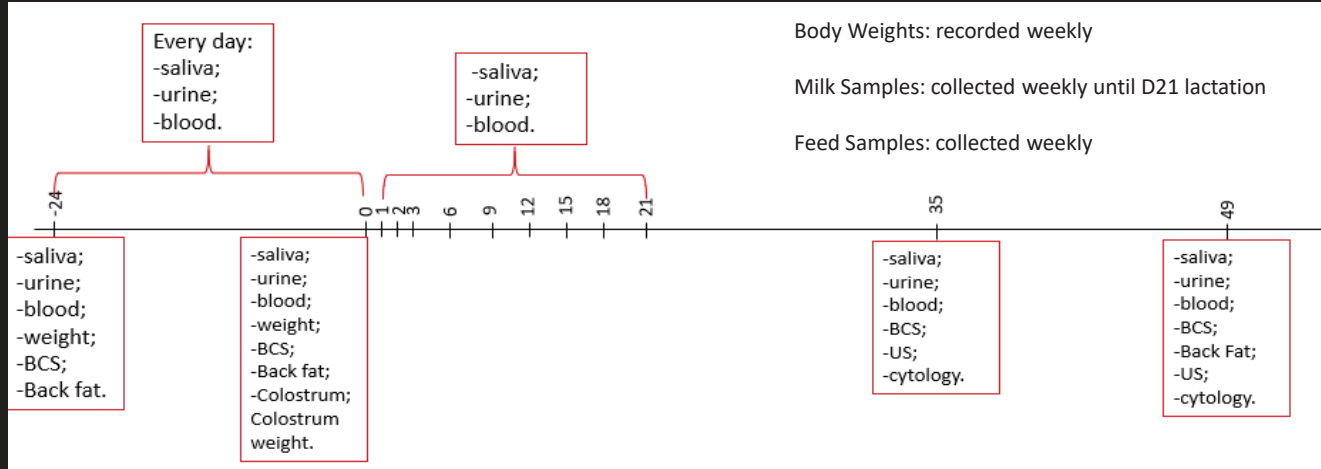 Every day:
-saliva;
-urine;
-blood.
-saliva;
-urine;
-blood.
Body Weights: recorded weekly
Milk Samples: collected weekly until D21 lactation
Feed Samples: collected weekly
-24
0
1
2
3
6
9
12
15
18
21
35
49
-saliva;
-urine;
-blood;
-weight;
-BCS;
-Back fat.
-saliva;
-urine;
-blood;
-weight;
-BCS;
-Back fat;
-Colostrum;
Colostrum
weight.
-saliva;
-urine;
-blood;
-BCS;
-US;
-cytology.
-saliva;
-urine;
-blood;
-BCS;
-Back Fat;
-US;
-cytology.